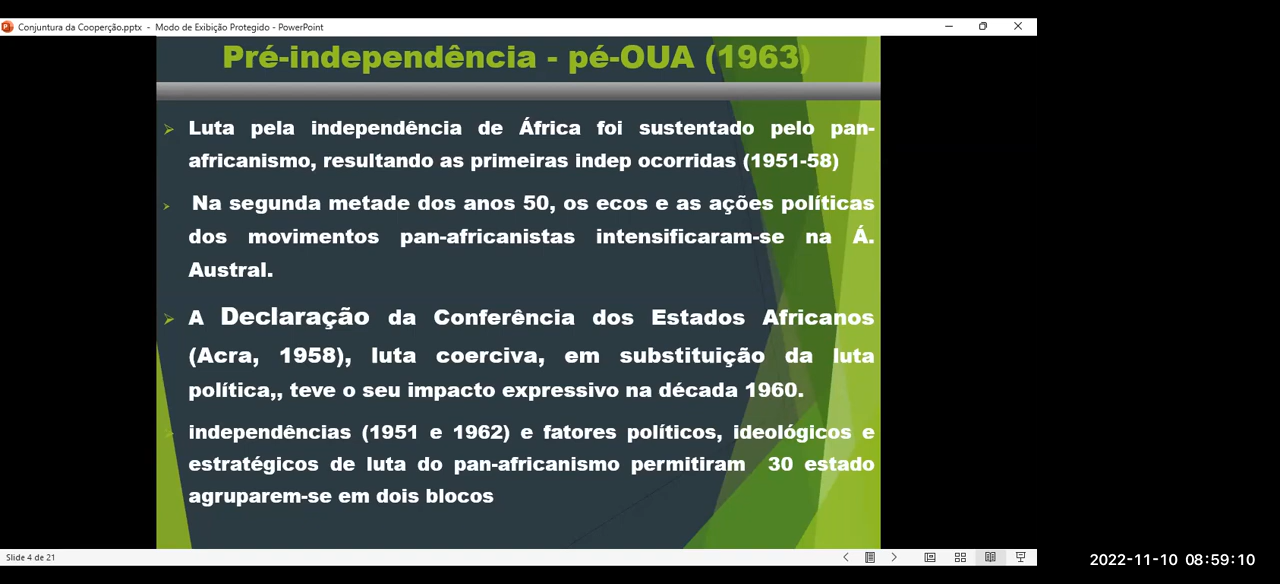 Conjuntura da Cooperção.pptx - Modo de Exibição Protegido - PowerPoint
Pré-independência - pé-OUA (1963)
Luta pela independência de África foi sustentado pelo pan-
africanismo, resultando as primeiras indep ocorridas (1951-58)
Na segunda metade dos anos 50, os ecos e as ações políticas
dos movimentos pan-africanistas intensificaram-se na Á.
Austral.
A Declaração da Conferência dos Estados Africanos
(Acra, 1958), luta coerciva, em substituição da luta
política,, teve o seu impacto expressivo na década 1960.
independências (1951 e 1962) e fatores políticos, ideológicos e
estratégicos de luta do pan-africanismo permitiram 30 estado
agruparem-se em dois blocos
Slide 4 de 21
2022-11-10 08:59:10